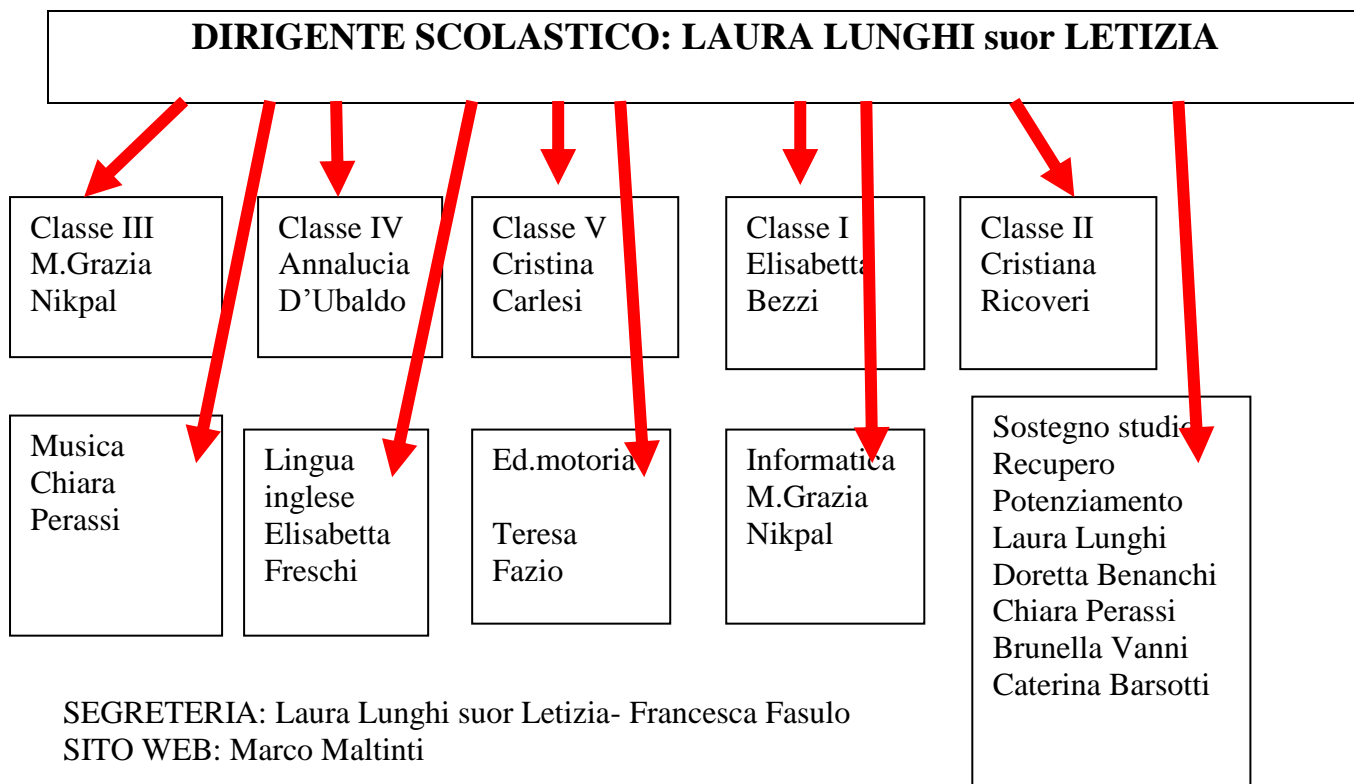 DIRIGENTE SCOLASTICO: LAURA LUNGHI suor LETIZIA
Classe III
M.Grazia
Nikpal
Classe IV
Annalucia
D’Ubaldo
Classe V
Cristina
Carlesi
Classe I
Elisabetta
Bezzi
Classe II
Cristiana
Ricoveri
Musica
Chiara
Perassi
Lingua
inglese
Elisabetta
Freschi
Ed.motoria
Teresa
Fazio
Informatica
M.Grazia
Nikpal
Sostegno studio
Recupero
Potenziamento
Laura Lunghi
Doretta Benanchi
Chiara Perassi
Brunella Vanni
Caterina Barsotti
SEGRETERIA: Laura Lunghi suor Letizia- Francesca Fasulo
SITO WEB: Marco Maltinti